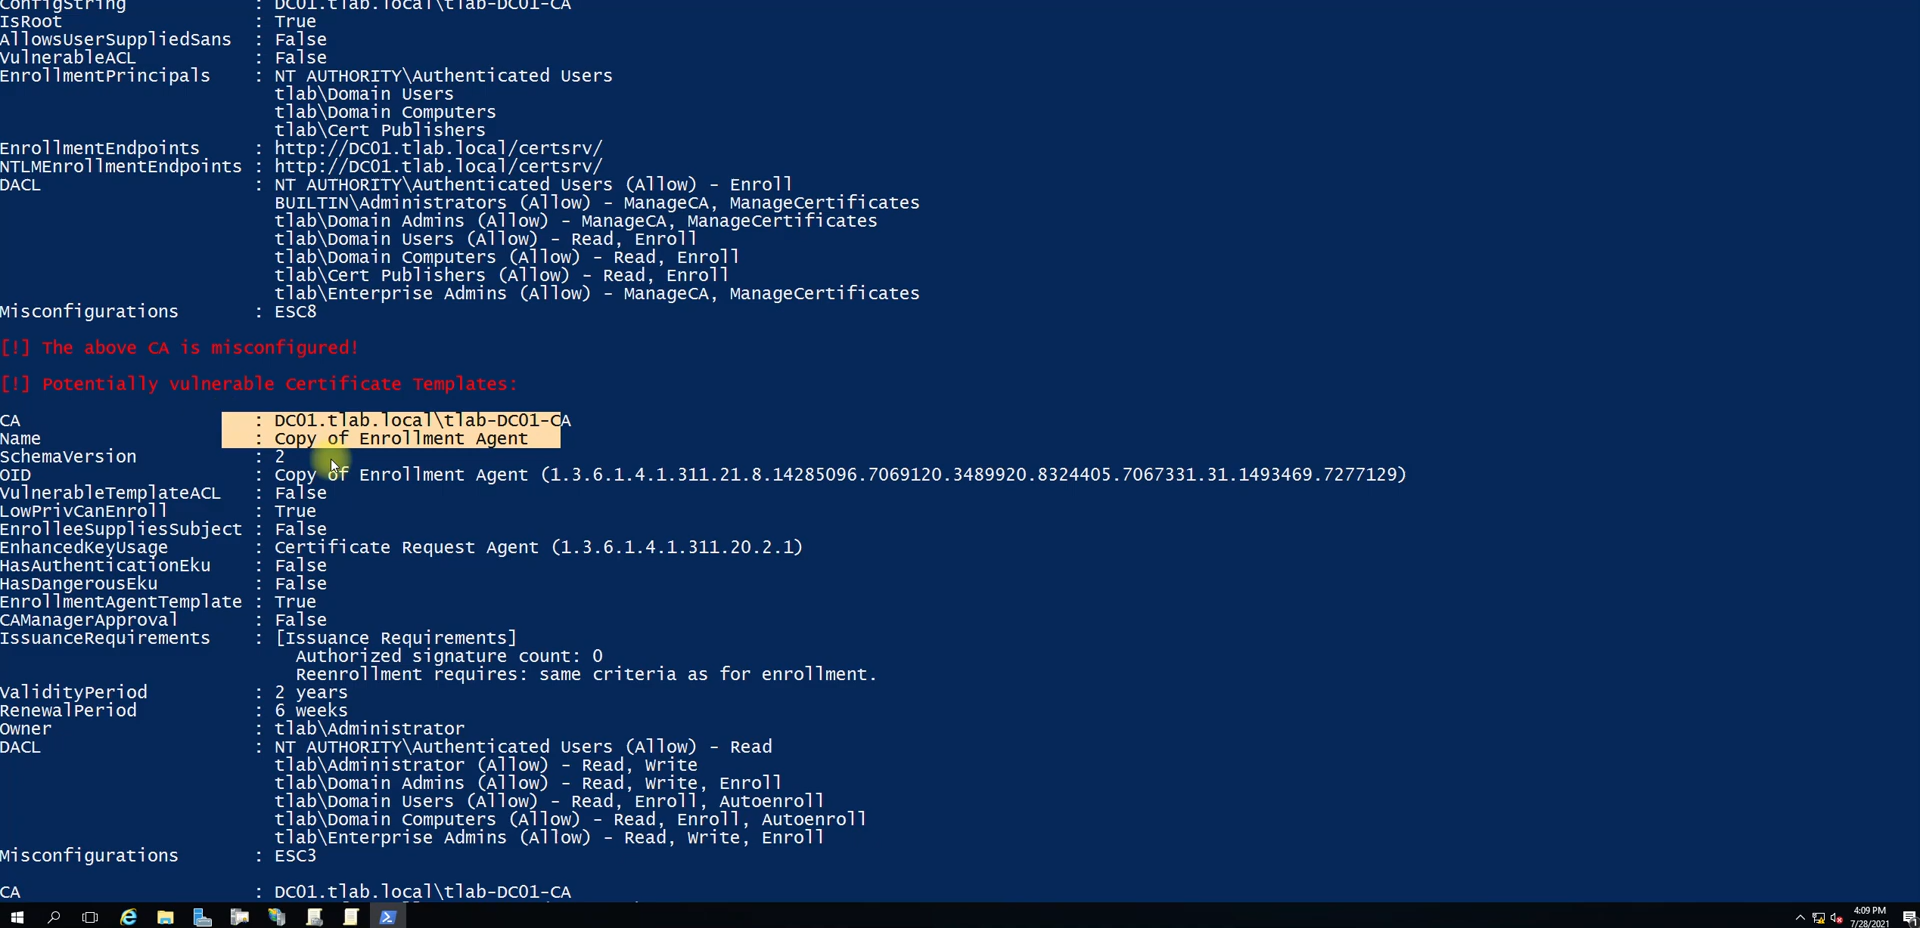 ConfigString : DC01.tlab.local\tlab-DC01-CA
IsRoot : True
AllowsUserSuppliedSans : False
VulnerableACL : False
EnrollmentPrincipals : NT AUTHORITY\Authenticated Users
tlab\Domain Users
tlab\Domain Computers
tlab\Cert Publishers
EnrollmentEndpoints : http://DC01.tlab.local/certsrv/
NTLMEnrollmentEndpoints : http://DC01.tlab.local/certsrv/
DACL : NT AUTHORITY\Authenticated Users (Allow) - Enroll
BUILTIN\Administrators (Allow) - ManageCA, ManageCertificates
tlab\Domain Admins (Allow) - ManageCA, ManageCertificates
tlab\Domain Users (Allow) - Read, Enroll
tlab\Domain Computers (Allow) - Read, Enroll
tlab\Cert Publishers (Allow) - Read, Enroll
tlab\Enterprise Admins (Allow) - ManageCA, ManageCertificates
Misconfigurations : ESC8
[!] The above CA is misconfigured!
[!] Potentially vulnerable Certificate Templates:
CA : DC01.tlab.local\tlab-DC01-CA
Name : Copy of Enrollment Agent
SchemaVersion : 2
OID : Copy of Enrollment Agent (1.3.6.1.4.1.311.21.8.14285096.7069120.3489920.8324405.7067331.31.1493469.7277129)
VulnerableTemplateACL : False
LowPrivCanEnroll : True
EnrolleeSuppliesSubject : False
EnhancedKeyUsage : Certificate Request Agent (1.3.6.1.4.1.311.20.2.1)
HasAuthenticationEku : False
HasDangerousEku : False
EnrollmentAgentTemplate : True
CAManagerApproval : False
IssuanceRequirements : [Issuance Requirements]
Authorized signature count: 0
Reenrollment requires: same criteria as for enrollment.
ValidityPeriod : 2 years
RenewalPeriod : 6 weeks
Owner : tlab\Administrator
DACL : NT AUTHORITY\Authenticated Users (Allow) - Read
tlab\Administrator (Allow) - Read, Write
tlab\Domain Admins (Allow) - Read, Write, Enroll
tlab\Domain Users (Allow) - Read, Enroll, Autoenroll
tlab\Domain Computers (Allow) - Read, Enroll, Autoenroll
tlab\Enterprise Admins (Allow) - Read, Write, Enroll
Misconfigurations : ESC3
CA : DC01.tlab.local\tlab-DC01-CA
4:09 PM
7/28/2021